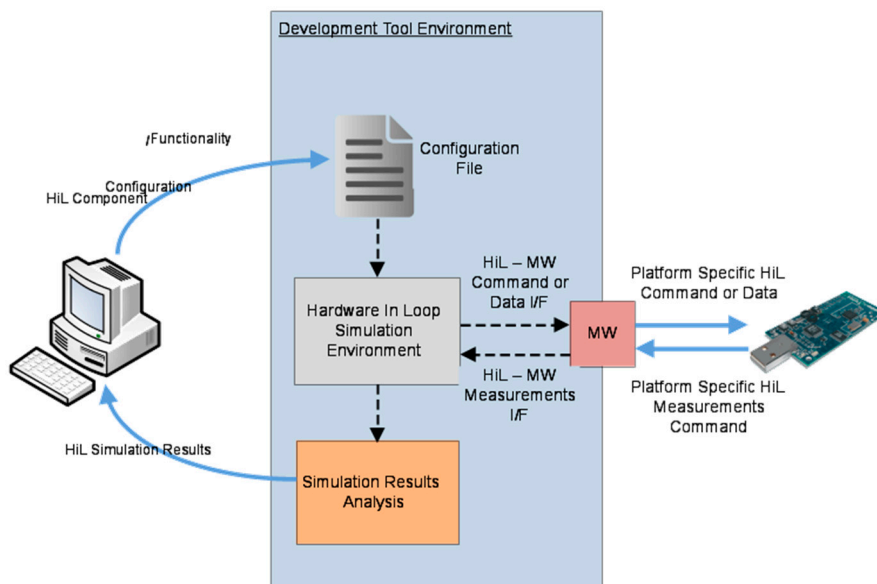 Development Tool Environment
/Functionality
Configuration
HiL Component
Configuration
File
HiL – MW
Command or
Data I/F
Hardware In Loop
Simulation
Environment
MW
Platform Specific HiL
Command or Data
HiL – MW
Measurements
I/F
Platform Specific HiL
Measurements
Command
HiL Simulation Results
Simulation Results
Analysis